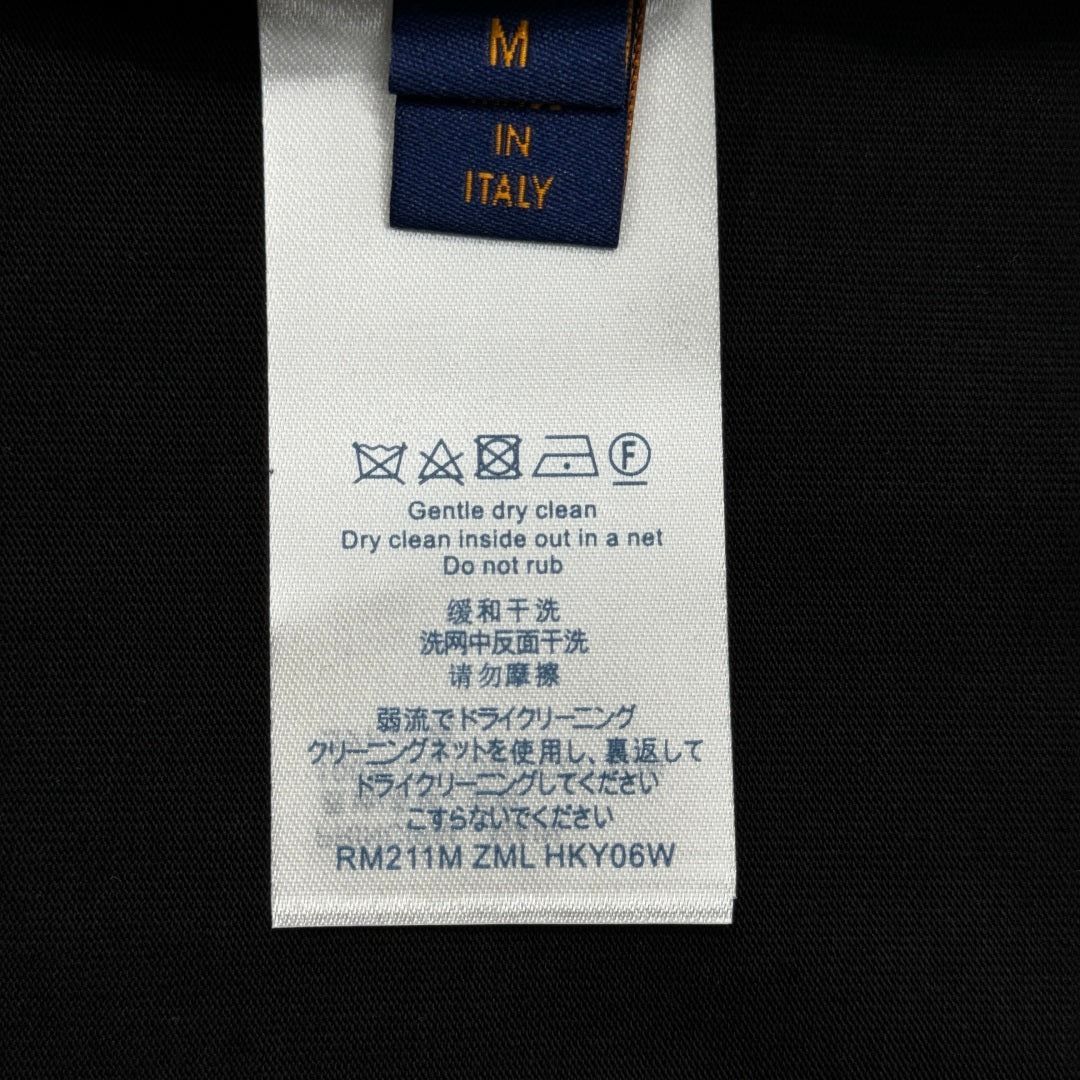 M
IN
ITALY
F
Gentle dry clean
Dry clean inside out in a net
Do not rub
缓和干洗
洗网中反面干洗
请勿摩擦
弱流でドライクリーニング
クリーニングネットを使用し、裏返して
ドライクリーニングしてください
こすらないでください
RM211M ZML HKY06W